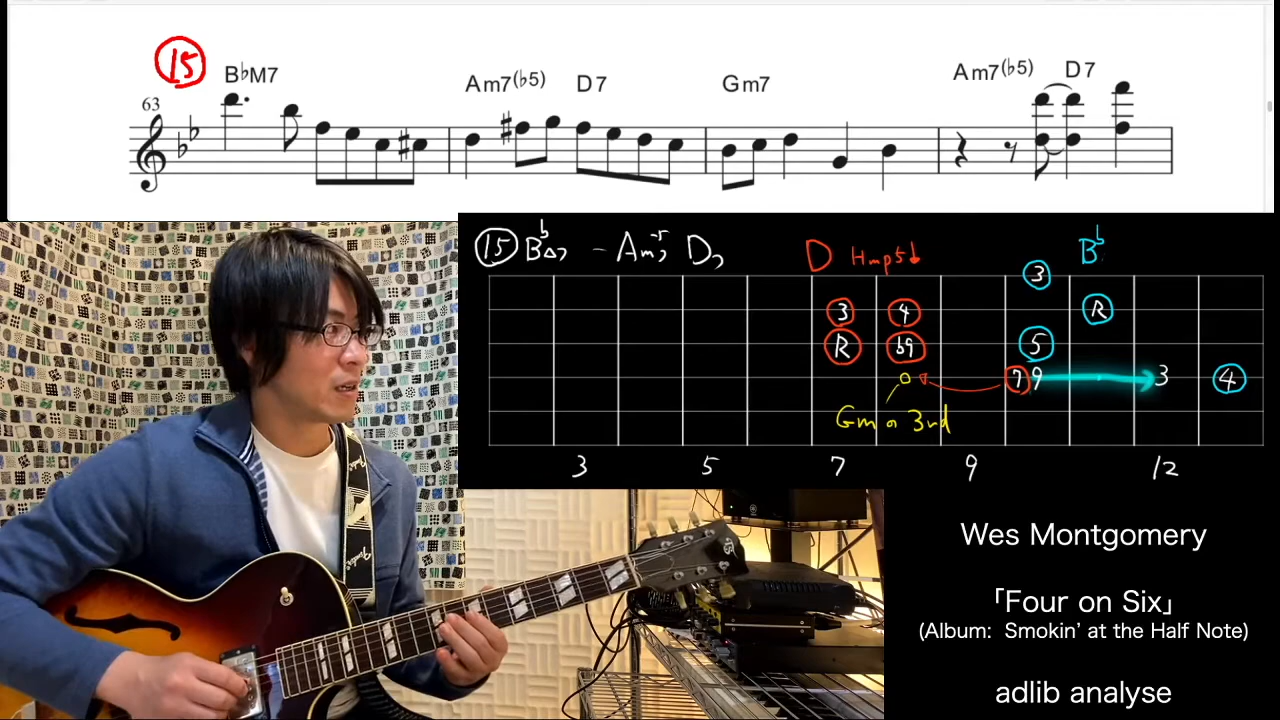 15
B♭M7
Am7(♭5) D7
Gm7
Am7(♭5) D7
63
15 B♭△7 - Am7-5 D7
D Hmp5↓
B♭
3
3 4 R
R ♭9 5
7 9 3 4
Gm の 3rd
3 5 7 9 12
Wes Montgomery
「Four on Six」
(Album: Smokin' at the Half Note)
adlib analyse
Fender